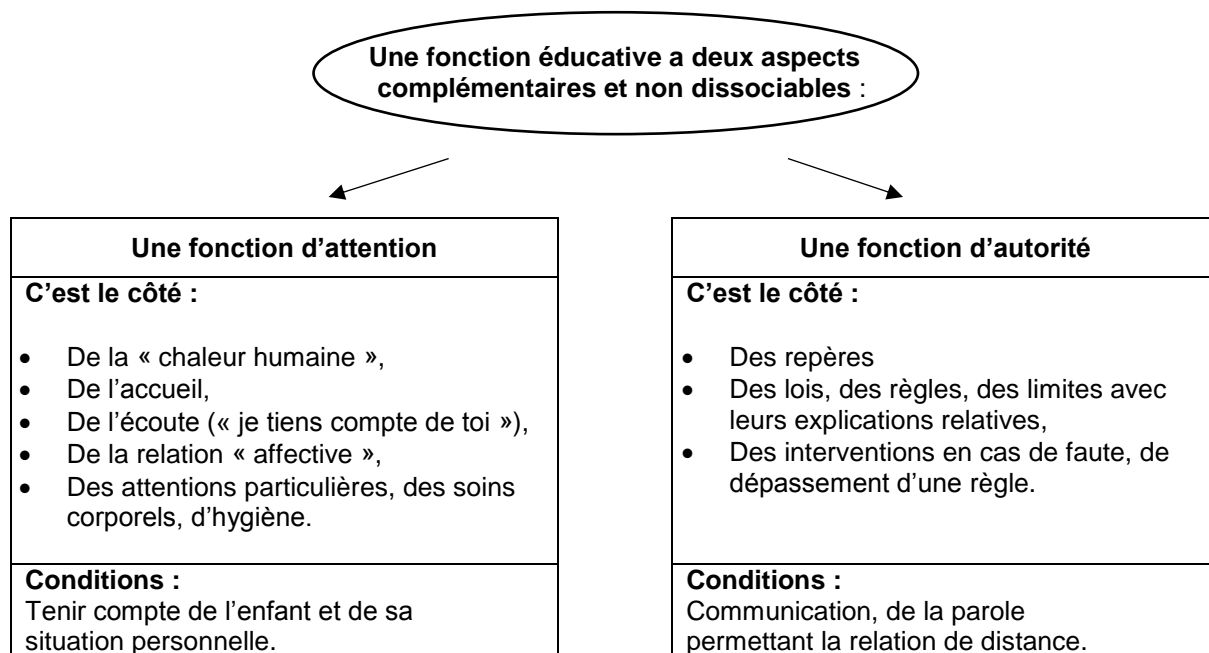 Une fonction éducative a deux aspects
complémentaires et non dissociables :
Une fonction d’attention
C’est le côté :
• De la « chaleur humaine »,
• De l’accueil,
• De l’écoute (« je tiens compte de toi »),
• De la relation « affective »,
• Des attentions particulières, des soins
corporels, d’hygiène.
Conditions :
Tenir compte de l’enfant et de sa
situation personnelle.
Une fonction d’autorité
C’est le côté :
• Des repères
• Des lois, des règles, des limites avec
leurs explications relatives,
• Des interventions en cas de faute, de
dépassement d’une règle.
Conditions :
Communication, de la parole
permettant la relation de distance.